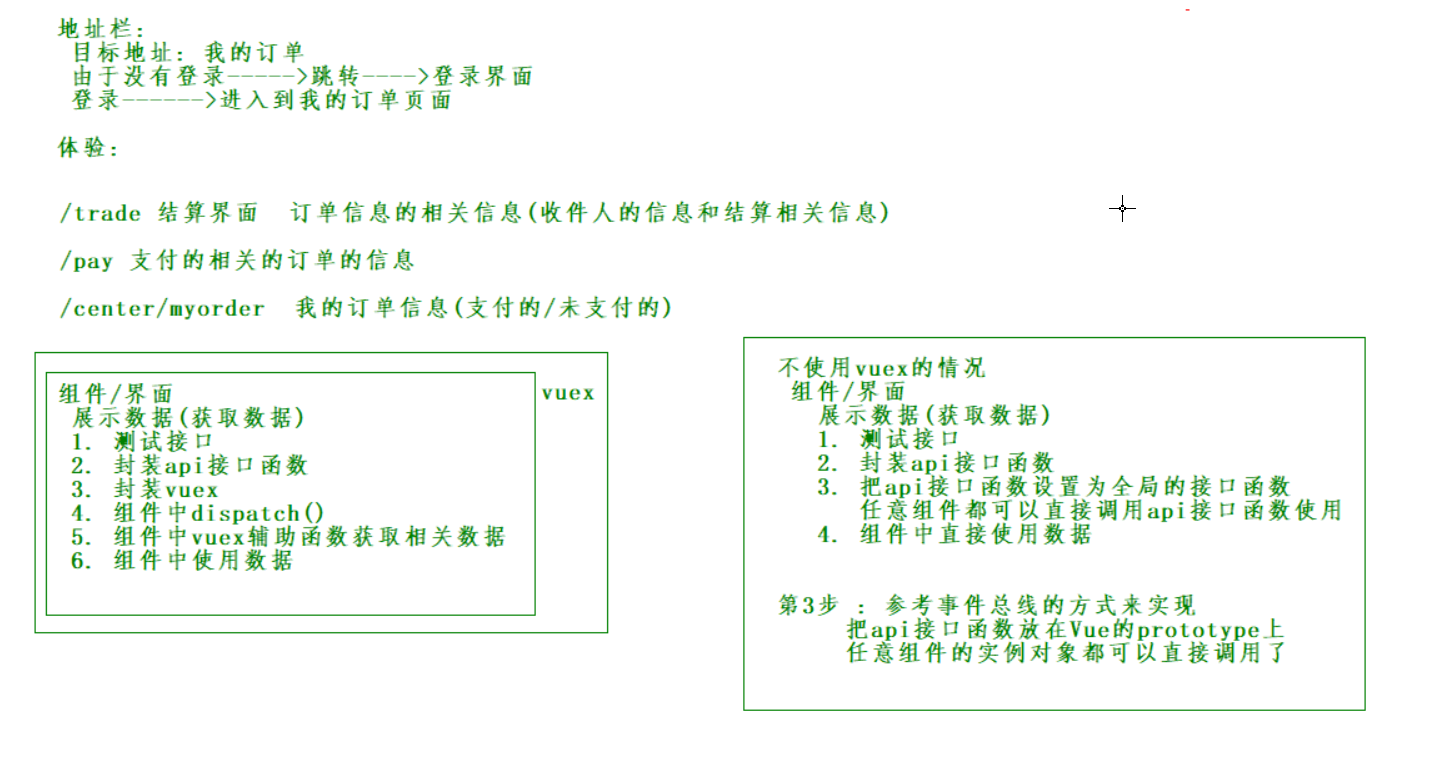 地址栏:
目标地址: 我的订单
由于没有登录----->跳转---->登录界面
登录------>进入到我的订单页面
体验:
/trade 结算界面  订单信息的相关信息(收件人的信息和结算相关信息)
/pay 支付的相关的订单的信息
/center/myorder  我的订单信息(支付的/未支付的)
组件/界面
展示数据(获取数据)
1. 测试接口
2. 封装api接口函数
3. 封装vuex
4. 组件中dispatch()
5. 组件中vuex辅助函数获取相关数据
6. 组件中使用数据
vuex
不使用vuex的情况
组件/界面
展示数据(获取数据)
1. 测试接口
2. 封装api接口函数
3. 把api接口函数设置为全局的接口函数
任意组件都可以直接调用api接口函数使用
4. 组件中直接使用数据
第3步 : 参考事件总线的方式来实现
把api接口函数放在Vue的prototype上
任意组件的实例对象都可以直接调用了